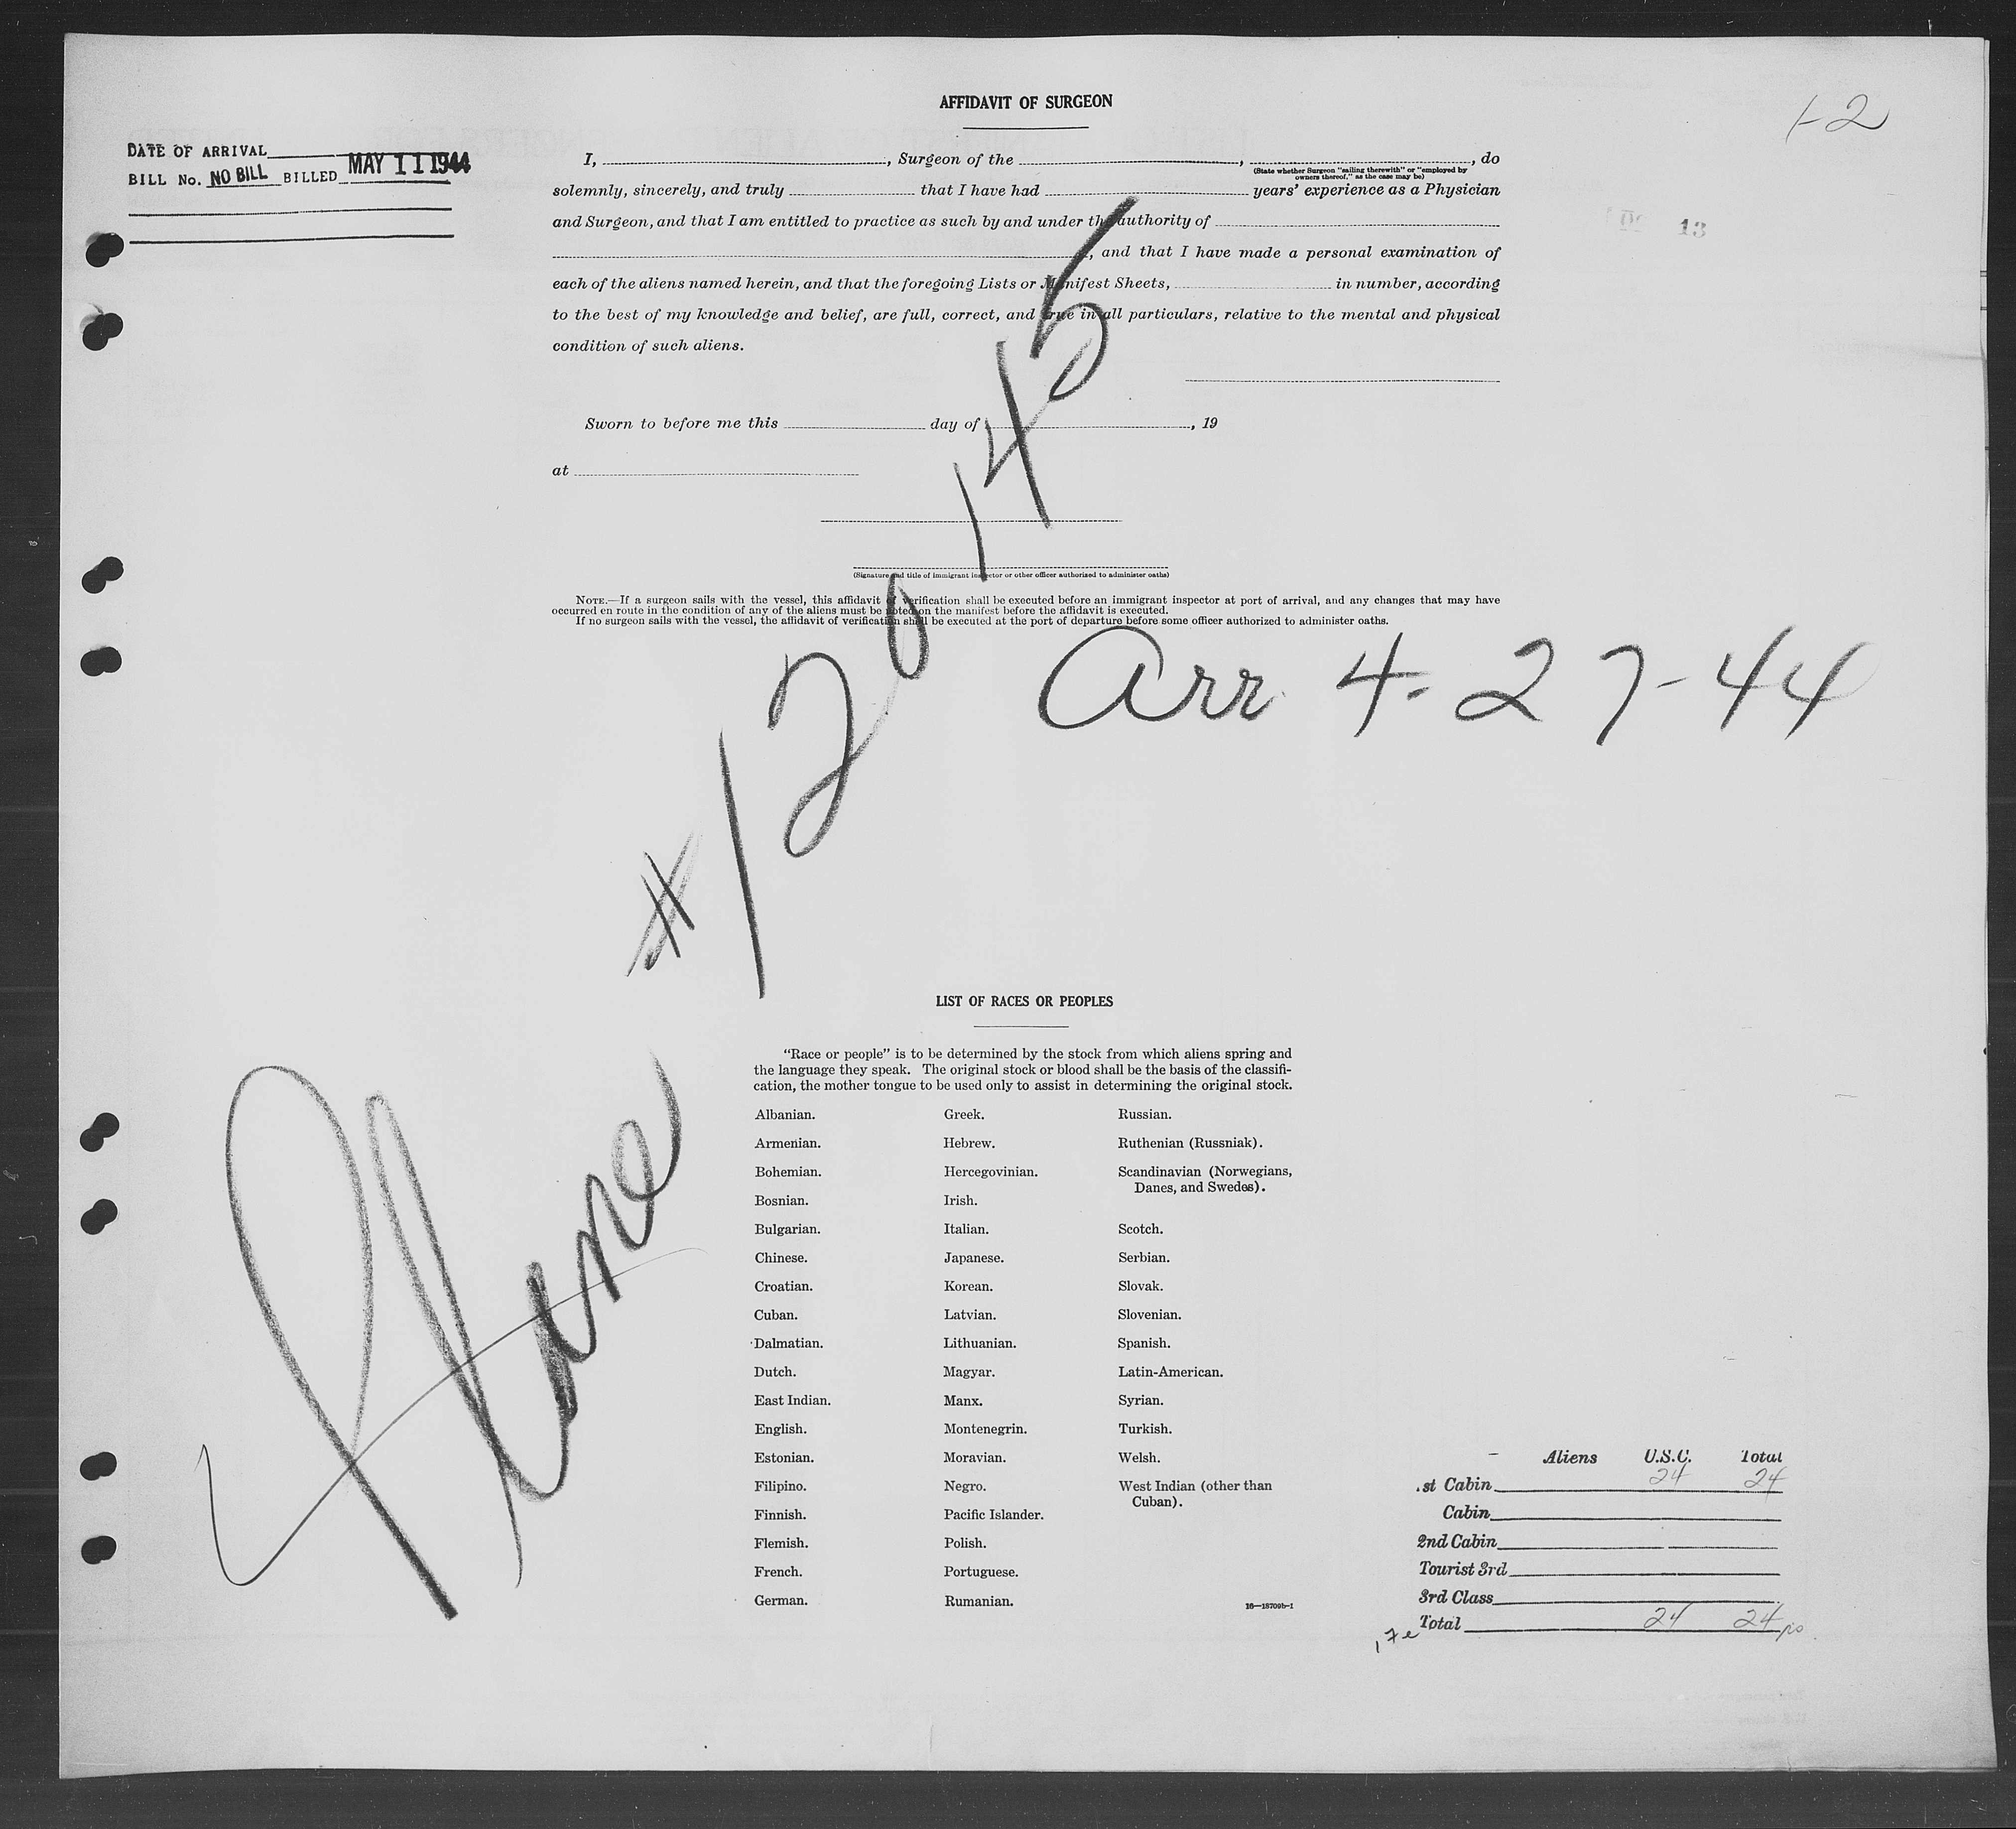 AFFIDAVIT OF SURGEON
1-2
DATE OF ARRIVAL
BILL No. NO BILL BILLED MAY 11 1944
I, , Surgeon of the , , do
(State whether Surgeon "sailing therewith" or "employed by
owners thereof," as the case may be)
solemnly, sincerely, and truly that I have had years' experience as a Physician
and Surgeon, and that I am entitled to practice as such by and under the authority of
13
, and that I have made a personal examination of
each of the aliens named herein, and that the foregoing Lists or Manifest Sheets, in number, according
to the best of my knowledge and belief, are full, correct, and true in all particulars, relative to the mental and physical
condition of such aliens.
Sworn to before me this day of , 19
at
(Signature and title of immigrant inspector or other officer authorized to administer oaths)
NOTE.—If a surgeon sails with the vessel, this affidavit of verification shall be executed before an immigrant inspector at port of arrival, and any changes that may have
occurred en route in the condition of any of the aliens must be noted on the manifest before the affidavit is executed.
If no surgeon sails with the vessel, the affidavit of verification shall be executed at the port of departure before some officer authorized to administer oaths.
Arr 4-27-44
Plane #120145
LIST OF RACES OR PEOPLES
"Race or people" is to be determined by the stock from which aliens spring and
the language they speak. The original stock or blood shall be the basis of the classifi-
cation, the mother tongue to be used only to assist in determining the original stock.
Albanian. Greek. Russian.
Armenian. Hebrew. Ruthenian (Russniak).
Bohemian. Hercegovinian. Scandinavian (Norwegians,
Danes, and Swedes).
Bosnian. Irish.
Bulgarian. Italian. Scotch.
Chinese. Japanese. Serbian.
Croatian. Korean. Slovak.
Cuban. Latvian. Slovenian.
Dalmatian. Lithuanian. Spanish.
Dutch. Magyar. Latin-American.
East Indian. Manx. Syrian.
English. Montenegrin. Turkish.
Estonian. Moravian. Welsh.
Filipino. Negro. West Indian (other than
Cuban).
Finnish. Pacific Islander.
Flemish. Polish.
French. Portuguese.
German. Rumanian.
16—18709b-1
Aliens U.S.C. Total
st Cabin 24 24
Cabin
2nd Cabin
Tourist 3rd
3rd Class
Total 24 24